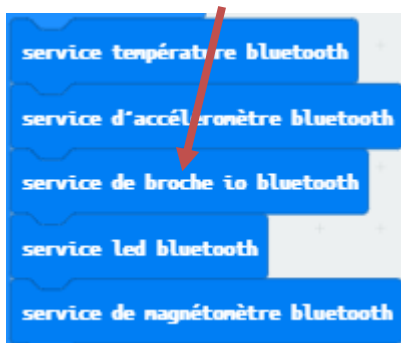 service température bluetooth
service d'accéléromètre bluetooth
service de broche io bluetooth
service led bluetooth
service de magnétomètre bluetooth